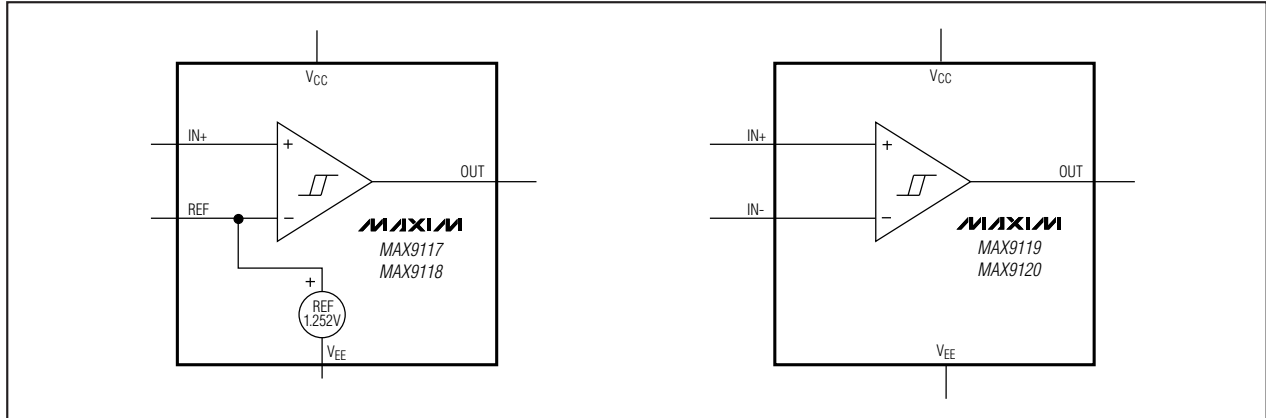 VCC
IN+
+
OUT
REF
−
MAXIM
MAX9117
MAX9118
+
REF
1.252V
VEE
VCC
IN+
+
OUT
IN-
−
MAXIM
MAX9119
MAX9120
VEE